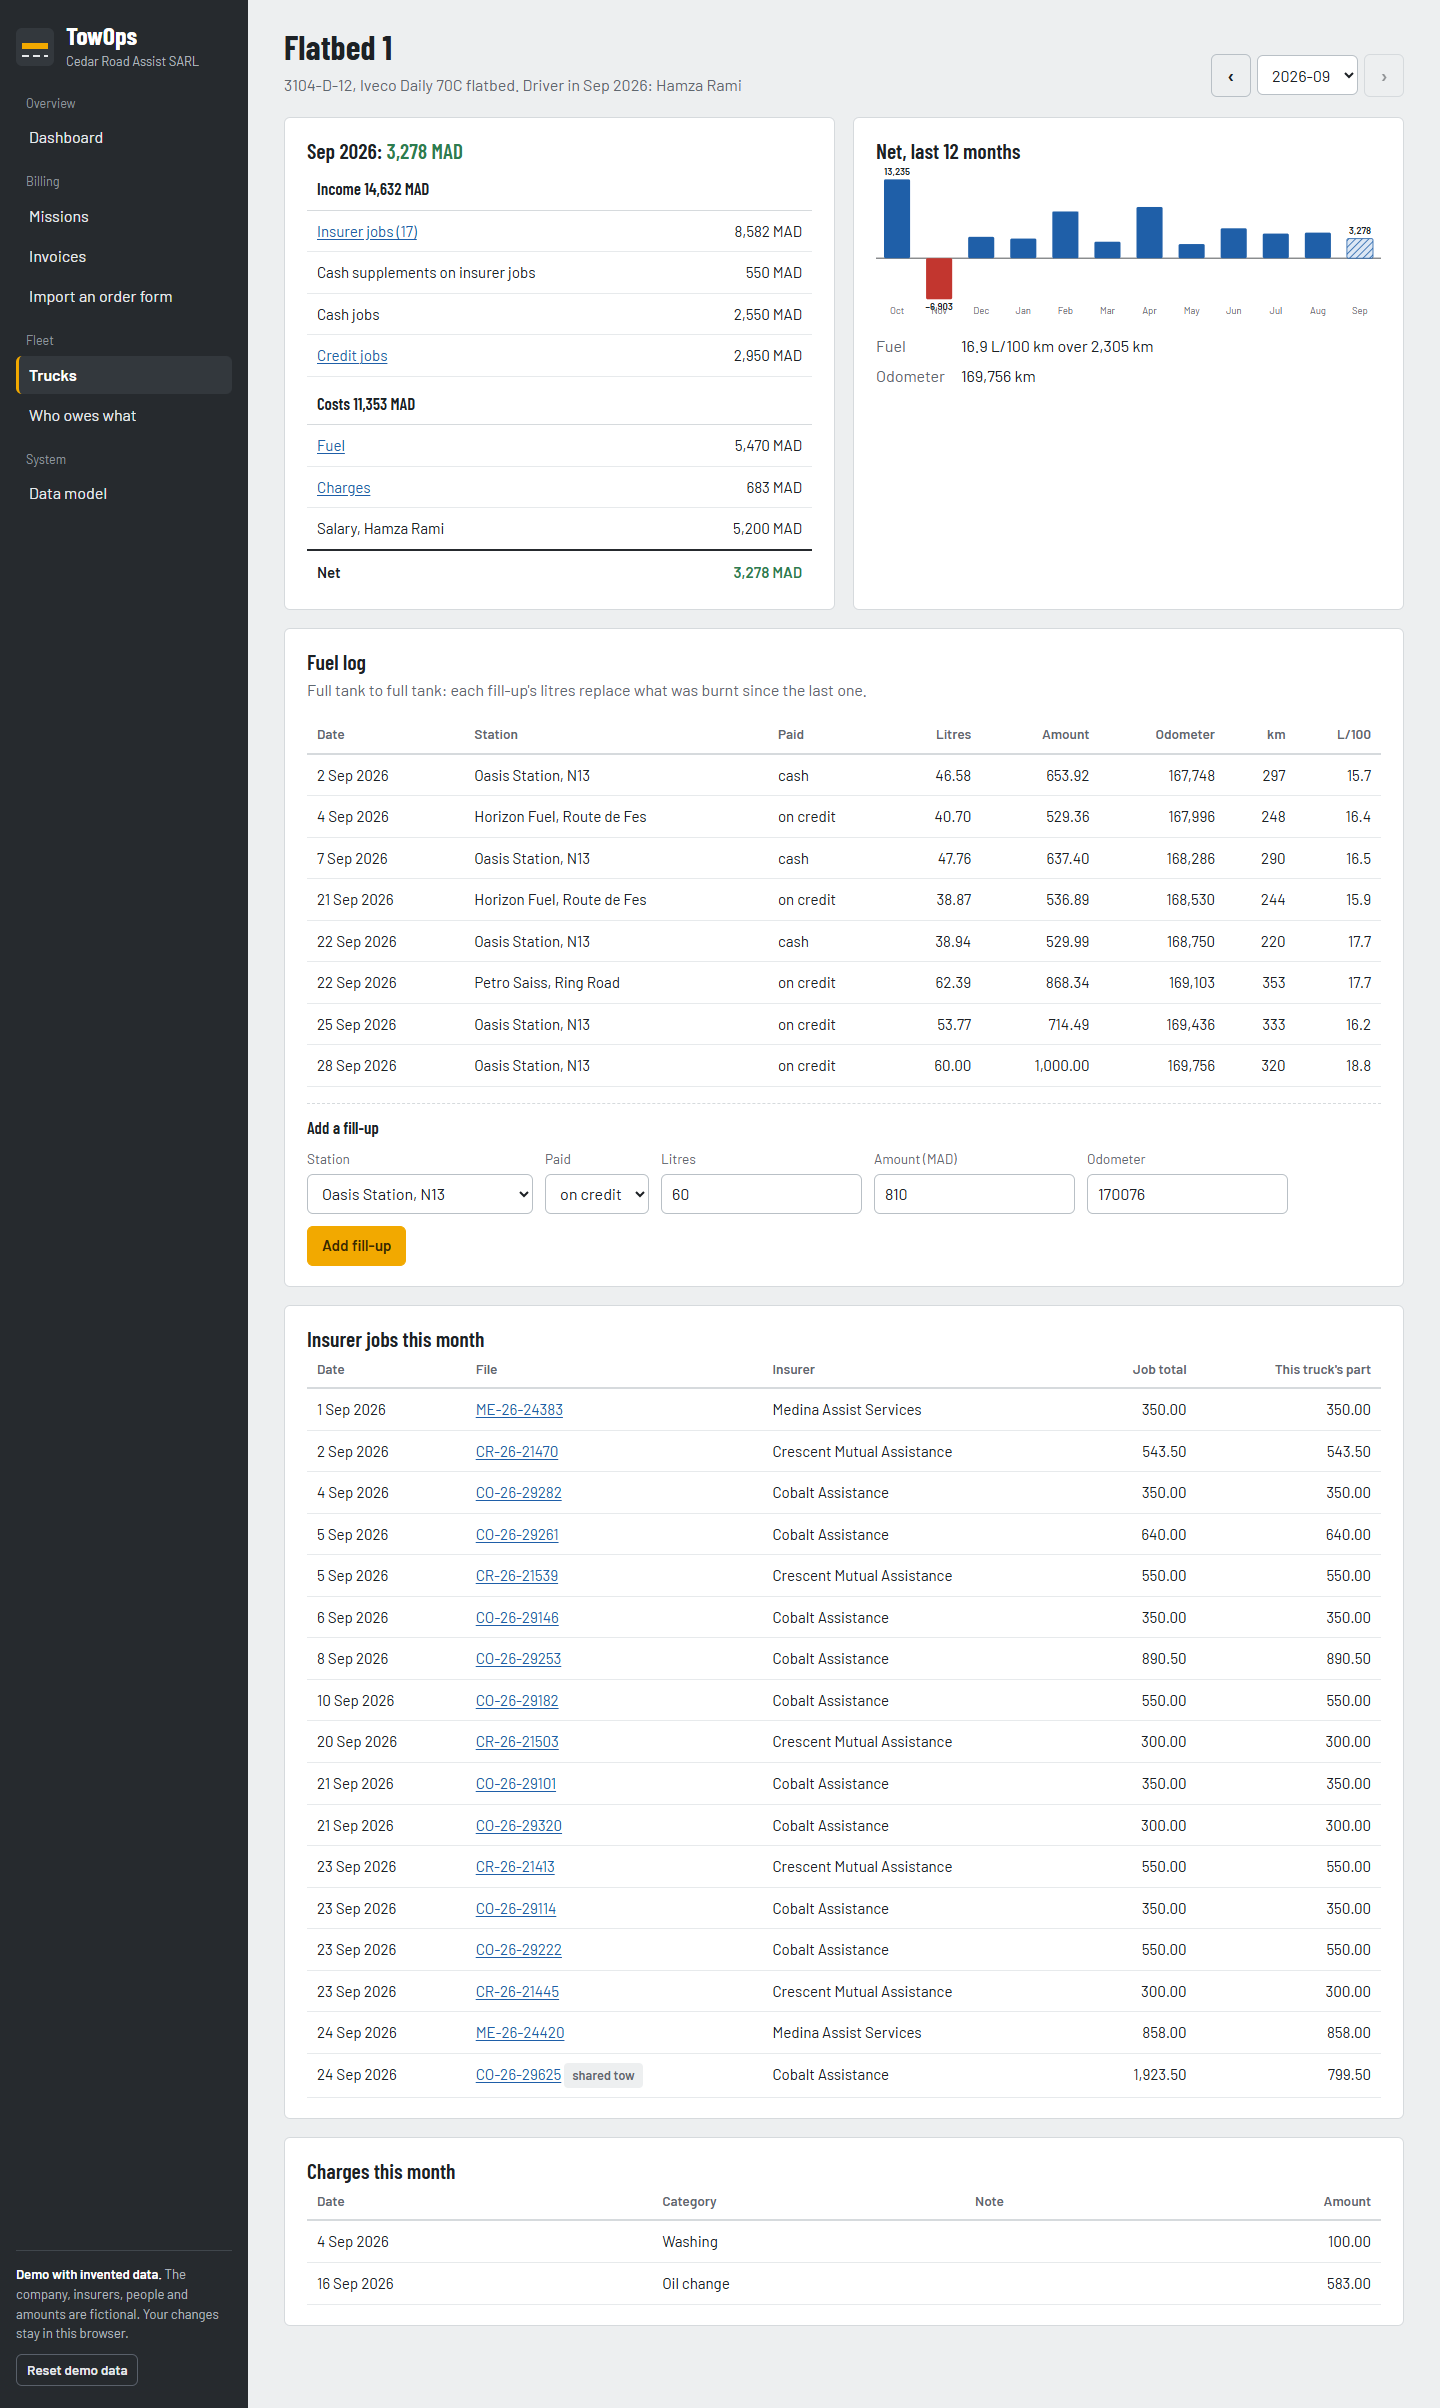 TowOps
Cedar Road Assist SARL
Overview
Dashboard
Billing
Missions
Invoices
Import an order form
Fleet
Trucks
Who owes what
System
Data model
Demo with invented data. The
company, insurers, people and
amounts are fictional. Your changes
stay in this browser.
Reset demo data
Flatbed 1
3104-D-12, Iveco Daily 70C flatbed. Driver in Sep 2026: Hamza Rami
‹ 2026-09 ›
Sep 2026: 3,278 MAD
Income 14,632 MAD
Insurer jobs (17) 8,582 MAD
Cash supplements on insurer jobs 550 MAD
Cash jobs 2,550 MAD
Credit jobs 2,950 MAD
Costs 11,353 MAD
Fuel 5,470 MAD
Charges 683 MAD
Salary, Hamza Rami 5,200 MAD
Net 3,278 MAD
Net, last 12 months
13,235
3,278
−6,903
Oct Nov Dec Jan Feb Mar Apr May Jun Jul Aug Sep
Fuel 16.9 L/100 km over 2,305 km
Odometer 169,756 km
Fuel log
Full tank to full tank: each fill-up's litres replace what was burnt since the last one.
Date Station Paid Litres Amount Odometer km L/100
2 Sep 2026 Oasis Station, N13 cash 46.58 653.92 167,748 297 15.7
4 Sep 2026 Horizon Fuel, Route de Fes on credit 40.70 529.36 167,996 248 16.4
7 Sep 2026 Oasis Station, N13 cash 47.76 637.40 168,286 290 16.5
21 Sep 2026 Horizon Fuel, Route de Fes on credit 38.87 536.89 168,530 244 15.9
22 Sep 2026 Oasis Station, N13 cash 38.94 529.99 168,750 220 17.7
22 Sep 2026 Petro Saiss, Ring Road on credit 62.39 868.34 169,103 353 17.7
25 Sep 2026 Oasis Station, N13 on credit 53.77 714.49 169,436 333 16.2
28 Sep 2026 Oasis Station, N13 on credit 60.00 1,000.00 169,756 320 18.8
Add a fill-up
Station Paid Litres Amount (MAD) Odometer
Oasis Station, N13 on credit 60 810 170076
Add fill-up
Insurer jobs this month
Date File Insurer Job total This truck's part
1 Sep 2026 ME-26-24383 Medina Assist Services 350.00 350.00
2 Sep 2026 CR-26-21470 Crescent Mutual Assistance 543.50 543.50
4 Sep 2026 CO-26-29282 Cobalt Assistance 350.00 350.00
5 Sep 2026 CO-26-29261 Cobalt Assistance 640.00 640.00
5 Sep 2026 CR-26-21539 Crescent Mutual Assistance 550.00 550.00
6 Sep 2026 CO-26-29146 Cobalt Assistance 350.00 350.00
8 Sep 2026 CO-26-29253 Cobalt Assistance 890.50 890.50
10 Sep 2026 CO-26-29182 Cobalt Assistance 550.00 550.00
20 Sep 2026 CR-26-21503 Crescent Mutual Assistance 300.00 300.00
21 Sep 2026 CO-26-29101 Cobalt Assistance 350.00 350.00
21 Sep 2026 CO-26-29320 Cobalt Assistance 300.00 300.00
23 Sep 2026 CR-26-21413 Crescent Mutual Assistance 550.00 550.00
23 Sep 2026 CO-26-29114 Cobalt Assistance 350.00 350.00
23 Sep 2026 CO-26-29222 Cobalt Assistance 550.00 550.00
23 Sep 2026 CR-26-21445 Crescent Mutual Assistance 300.00 300.00
24 Sep 2026 ME-26-24420 Medina Assist Services 858.00 858.00
24 Sep 2026 CO-26-29625 shared tow Cobalt Assistance 1,923.50 799.50
Charges this month
Date Category Note Amount
4 Sep 2026 Washing 100.00
16 Sep 2026 Oil change 583.00